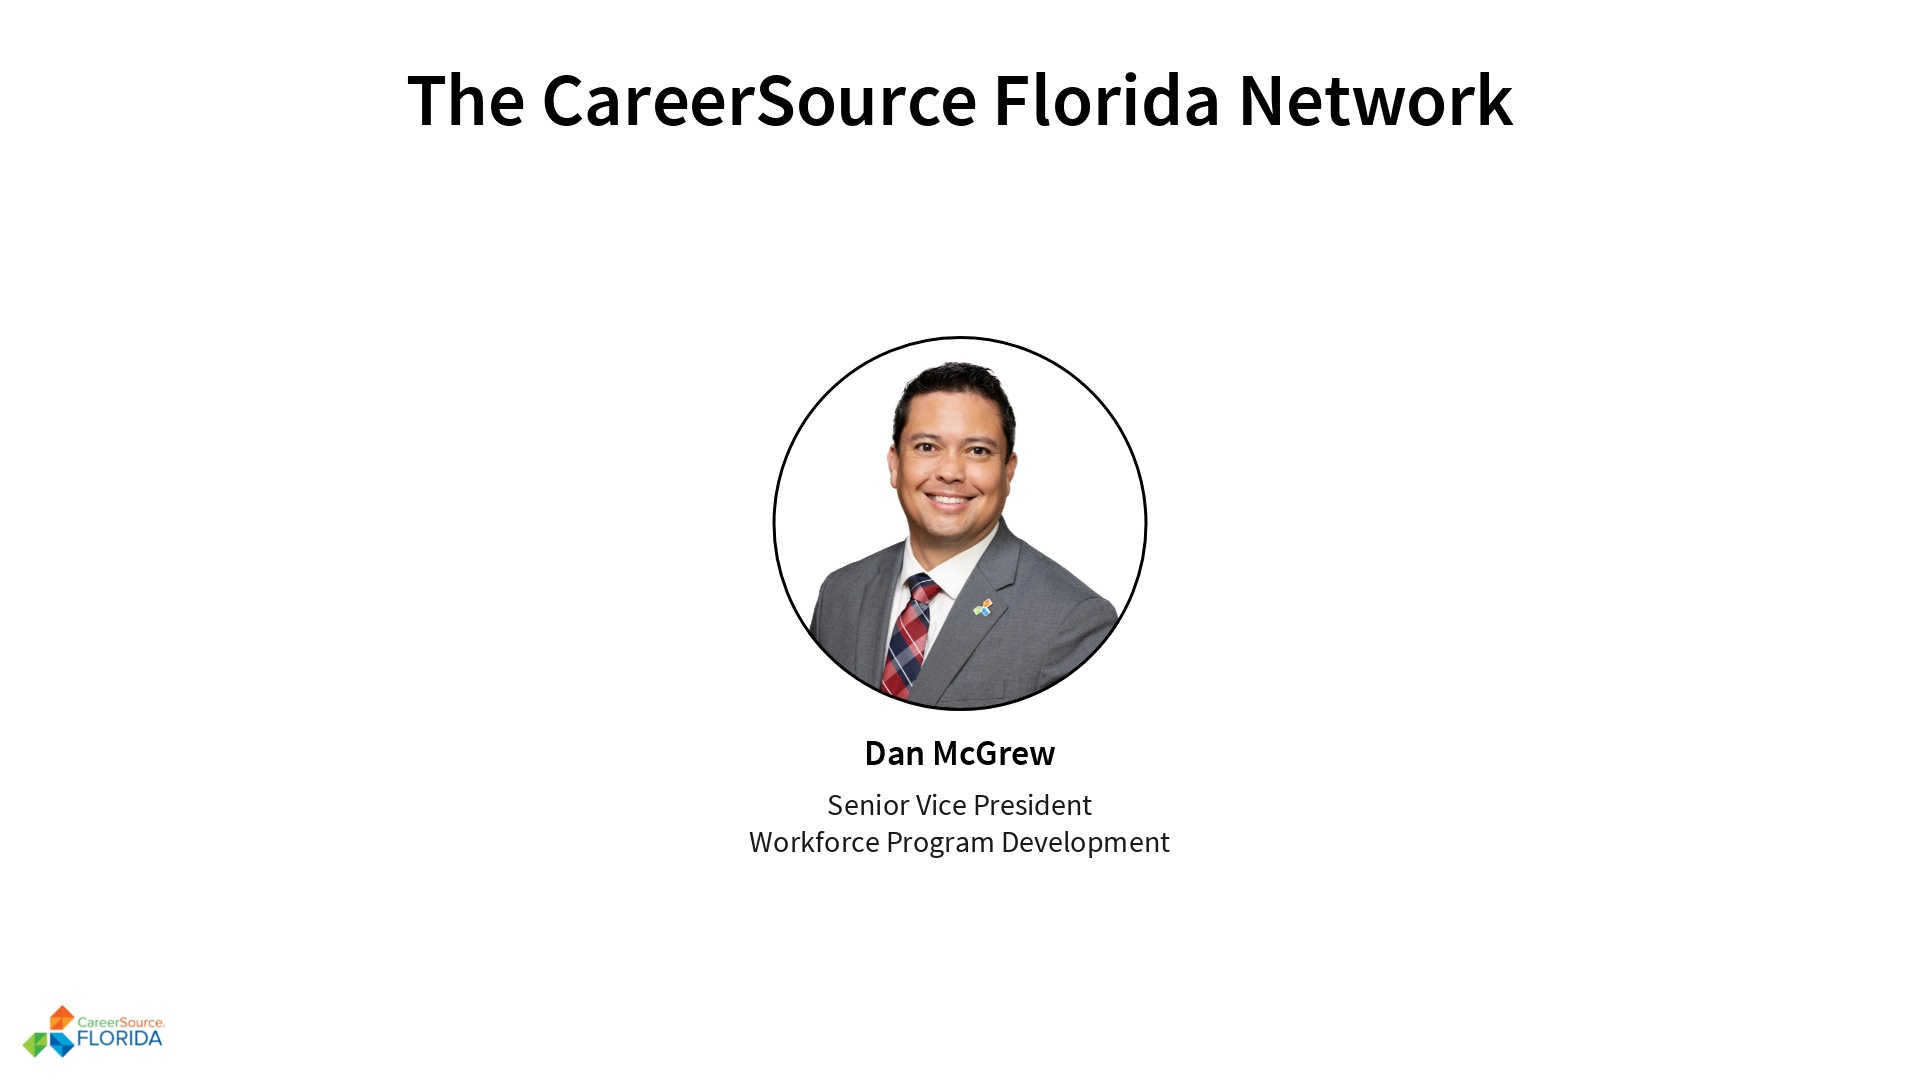 The CareerSource Florida Network
Dan McGrew
Senior Vice President
Workforce Program Development
CareerSource.
FLORIDA